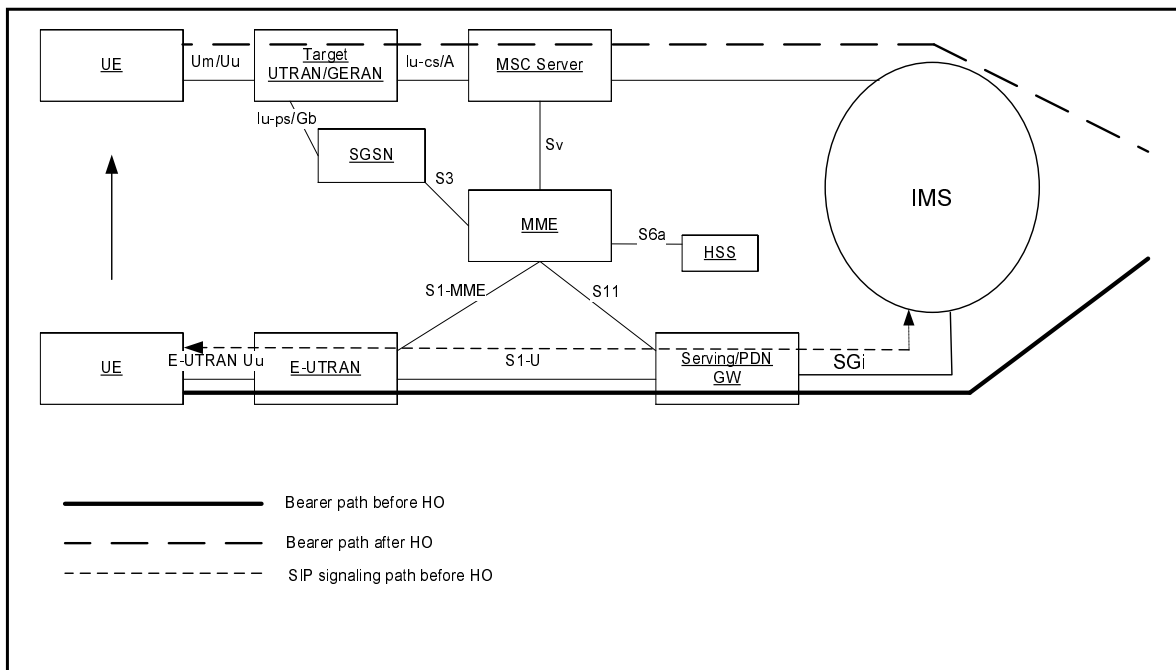 UE
Um/Uu
Target
UTRAN/GERAN
Iu-cs/A
MSC Server
Iu-ps/Gb
SGSN
S3
Sv
MME
S6a
HSS
IMS
S1-MME
S11
UE
E-UTRAN Uu
E-UTRAN
S1-U
Serving/PDN
GW
SGi
Bearer path before HO
Bearer path after HO
SIP signaling path before HO